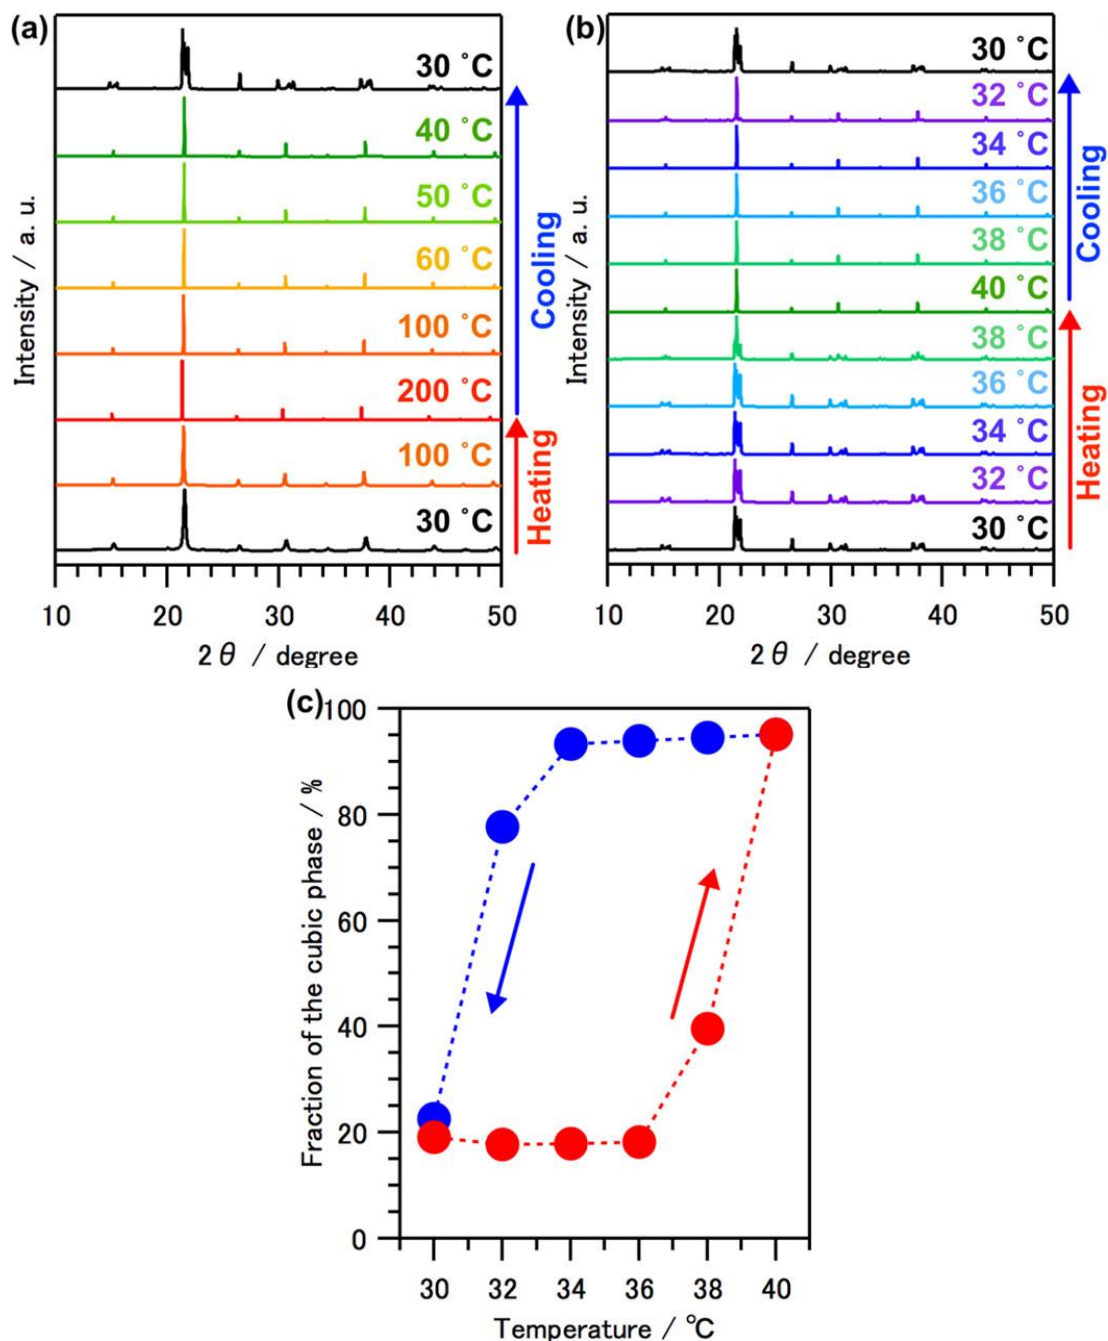 (a)
30 ˚C
40 ˚C
50 ˚C
60 ˚C
100 ˚C
200 ˚C
100 ˚C
30 ˚C
Cooling
Heating
Intensity / a. u.
10 20 30 40 50
2θ / degree
(b)
30 ˚C
32 ˚C
34 ˚C
36 ˚C
38 ˚C
40 ˚C
38 ˚C
36 ˚C
34 ˚C
32 ˚C
30 ˚C
Cooling
Heating
Intensity / a. u.
10 20 30 40 50
2θ / degree
(c)
100
80
60
40
20
0
Fraction of the cubic phase / %
30 32 34 36 38 40
Temperature / ℃